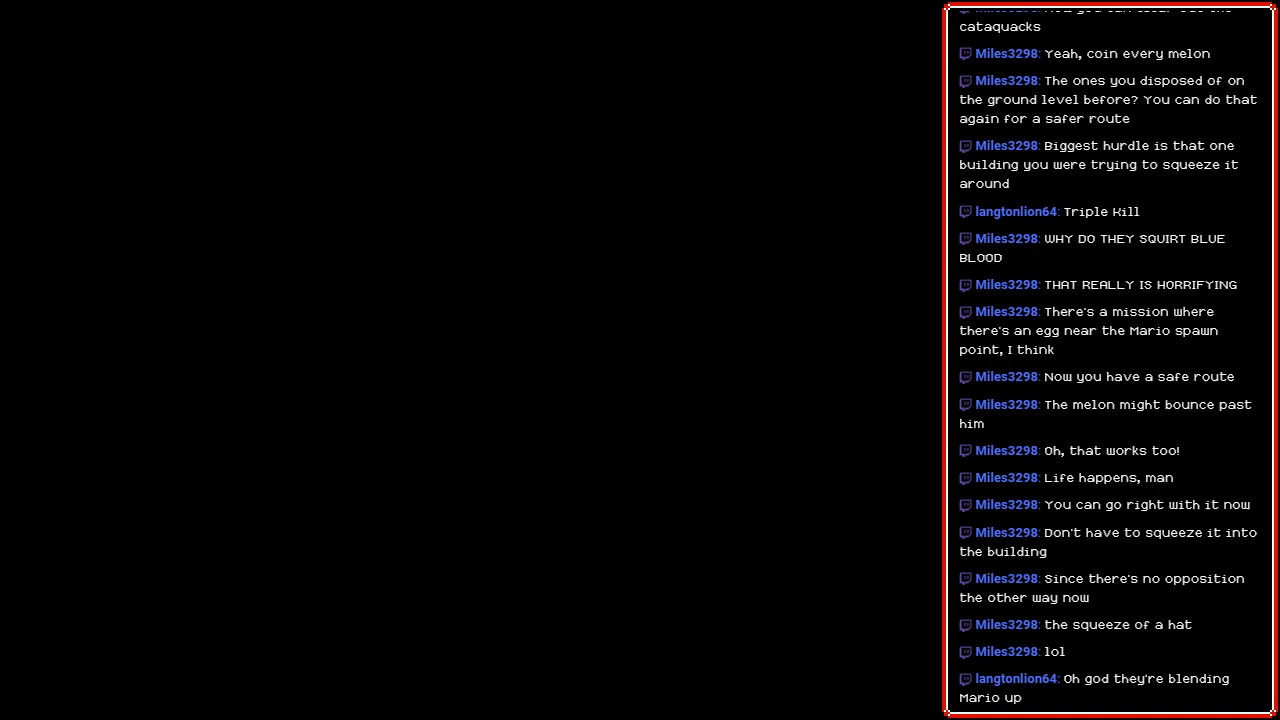 cataquacks
Miles3298: Yeah, coin every melon
Miles3298: The ones you disposed of on
the ground level before? You can do that
again for a safer route
Miles3298: Biggest hurdle is that one
building you were trying to squeeze it
around
langtonlion64: Triple Kill
Miles3298: WHY DO THEY SQUIRT BLUE
BLOOD
Miles3298: THAT REALLY IS HORRIFYING
Miles3298: There's a mission where
there's an egg near the Mario spawn
point, I think
Miles3298: Now you have a safe route
Miles3298: The melon might bounce past
him
Miles3298: Oh, that works too!
Miles3298: Life happens, man
Miles3298: You can go right with it now
Miles3298: Don't have to squeeze it into
the building
Miles3298: Since there's no opposition
the other way now
Miles3298: the squeeze of a hat
Miles3298: lol
langtonlion64: Oh god they're blending
Mario up